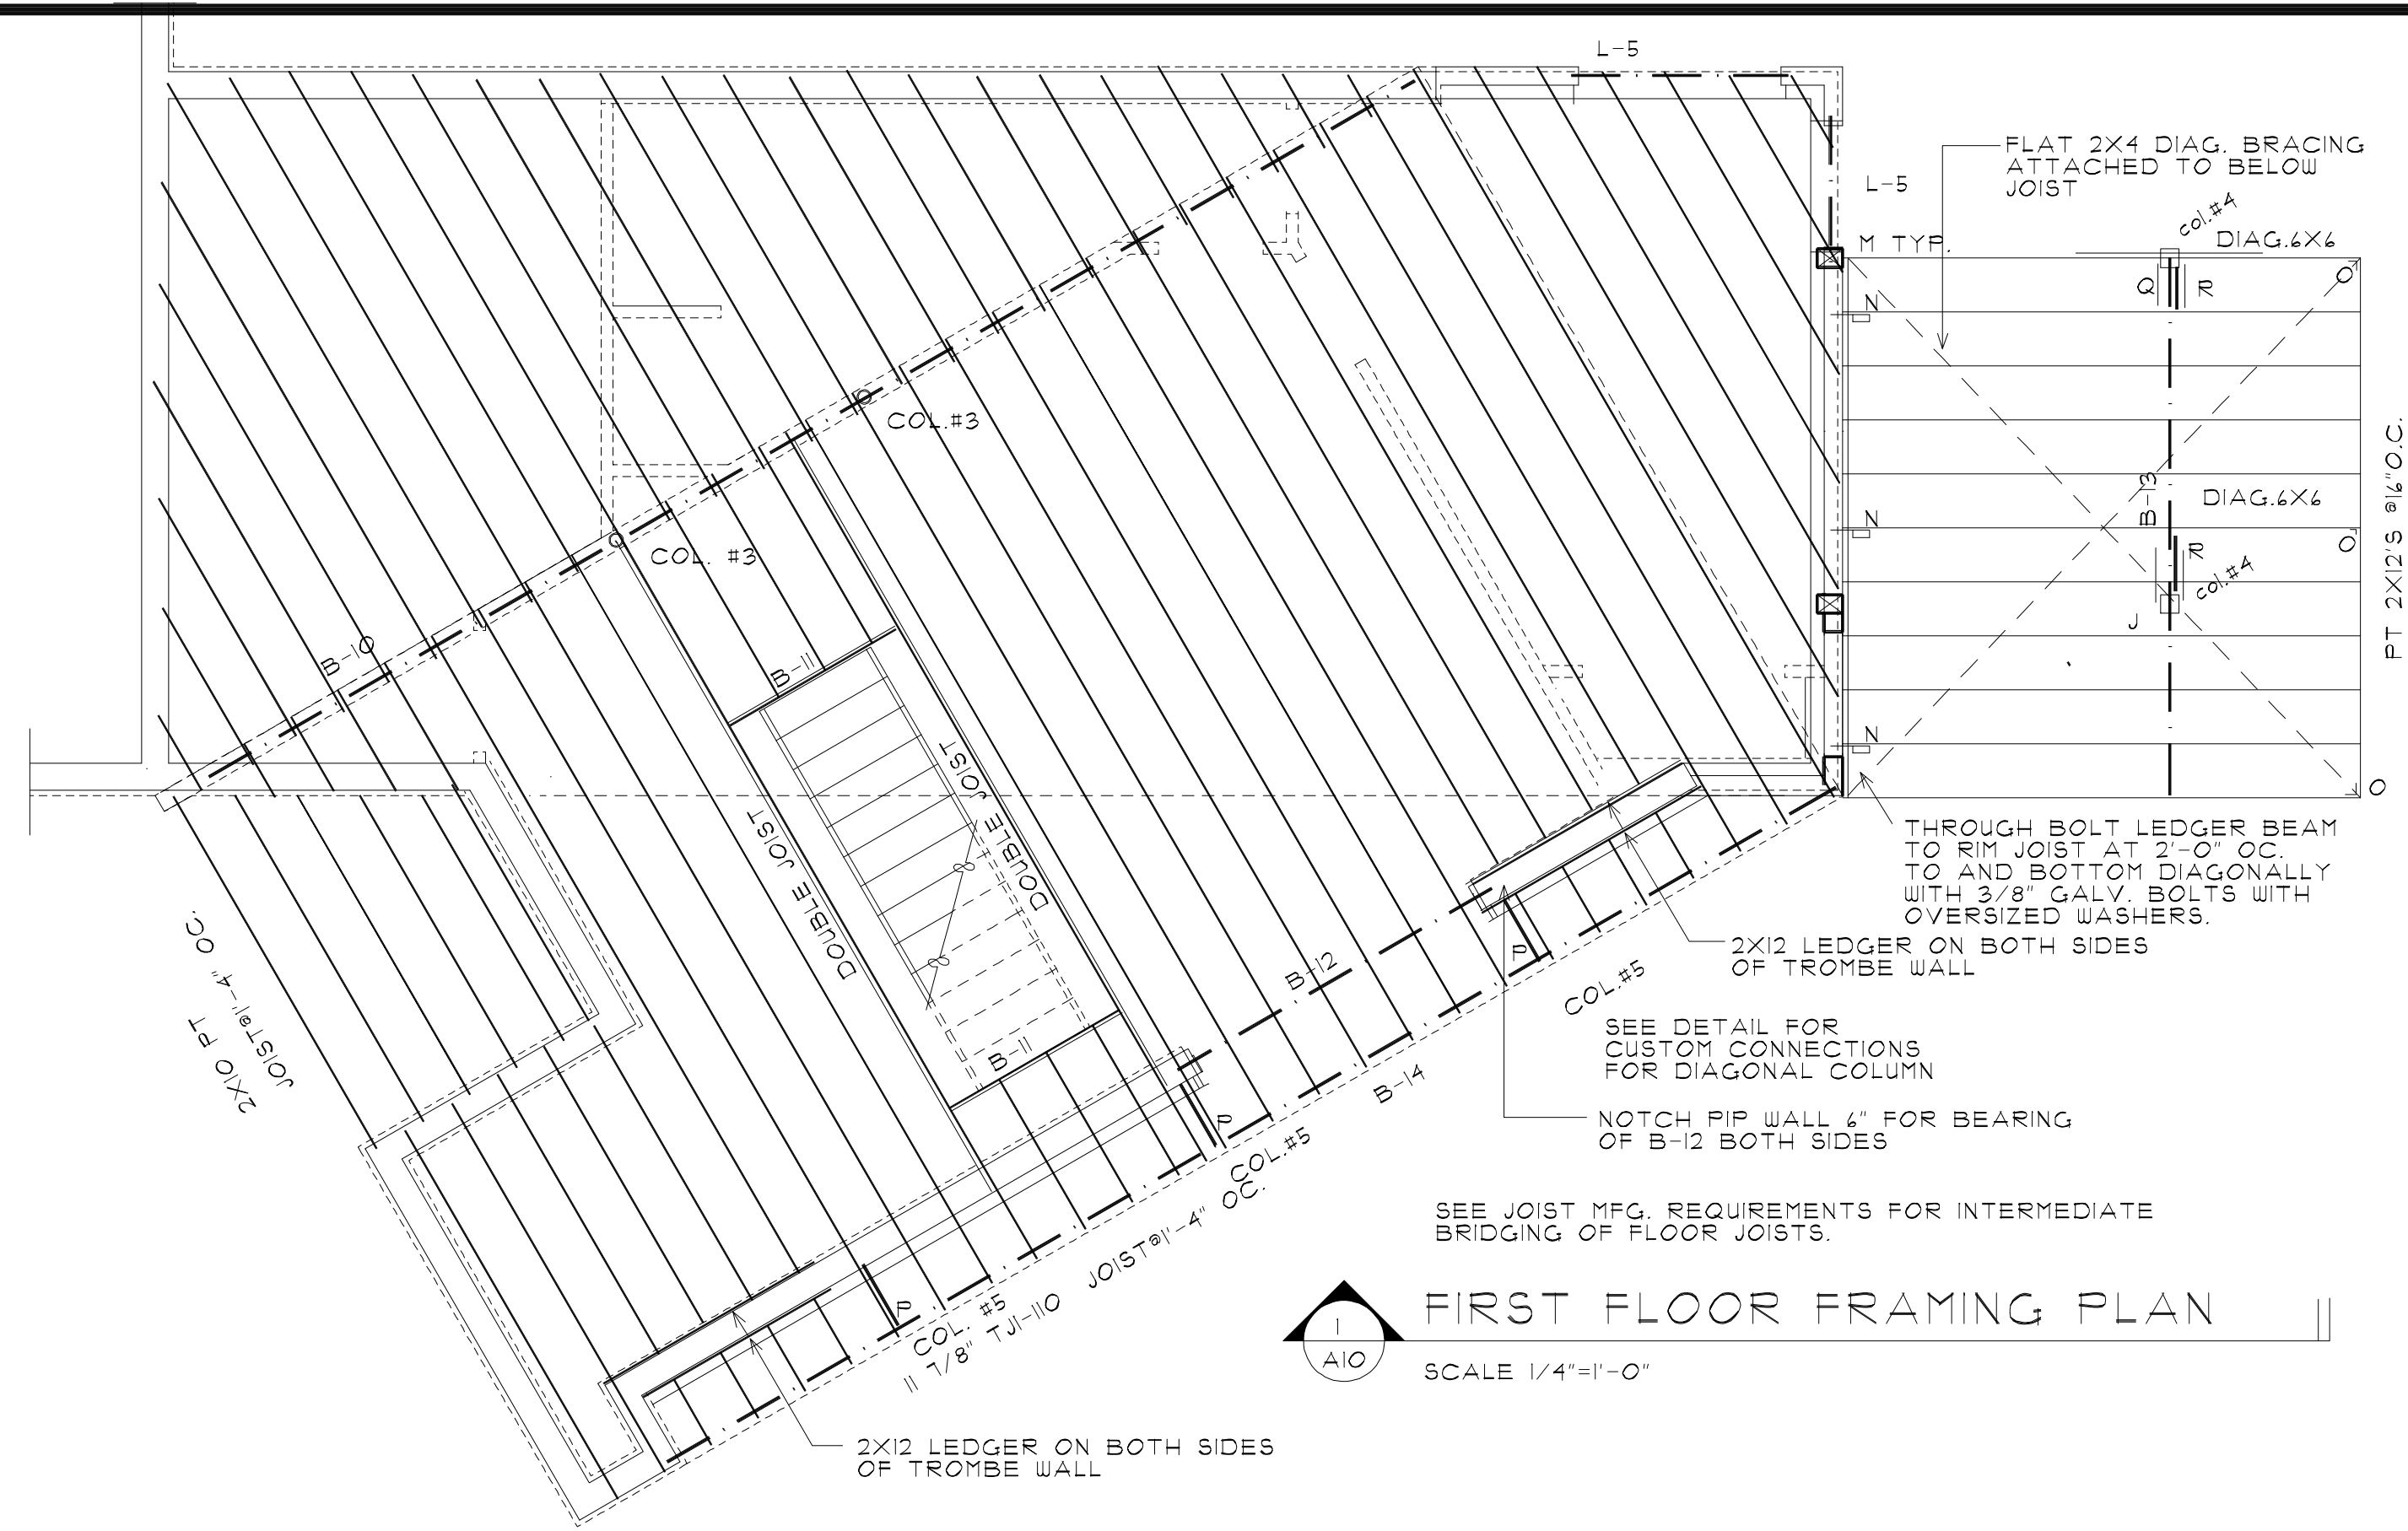 L-5
FLAT 2X4 DIAG. BRACING
ATTACHED TO BELOW
JOIST
L-5
COL.#4
M TYP.
DIAG.6X6
N
Q
R
O
COL.#3
PT 2X12'S @16"O.C.
B-13
DIAG.6X6
N
COL. #3
R
O
COL.#4
J
B-10
B-11
N
O
DOUBLE JOIST
DOUBLE JOIST
8
8
THROUGH BOLT LEDGER BEAM
TO RIM JOIST AT 2'-0" OC.
TO AND BOTTOM DIAGONALLY
WITH 3/8" GALV. BOLTS WITH
OVERSIZED WASHERS.
2X12 LEDGER ON BOTH SIDES
OF TROMBE WALL
2X10 PT
JOIST@1'-4" OC.
P
B-12
COL.#5
B-11
SEE DETAIL FOR
CUSTOM CONNECTIONS
FOR DIAGONAL COLUMN
B-14
P
NOTCH PIP WALL 6" FOR BEARING
OF B-12 BOTH SIDES
COL.#5
SEE JOIST MFG. REQUIREMENTS FOR INTERMEDIATE
BRIDGING OF FLOOR JOISTS.
P
COL. #5
11 7/8" TJI-110 JOIST@1'-4" OC.
1
A10
FIRST FLOOR FRAMING PLAN
SCALE 1/4"=1'-0"
2X12 LEDGER ON BOTH SIDES
OF TROMBE WALL